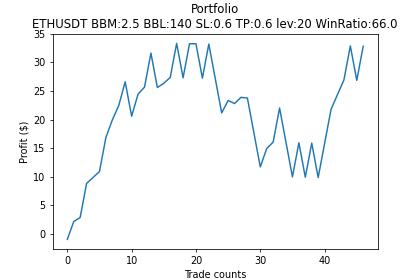 Portfolio
ETHUSDT BBM:2.5 BBL:140 SL:0.6 TP:0.6 lev:20 WinRatio:66.0
35
30
25
20
15
10
5
0
Profit ($)
0 10 20 30 40
Trade counts